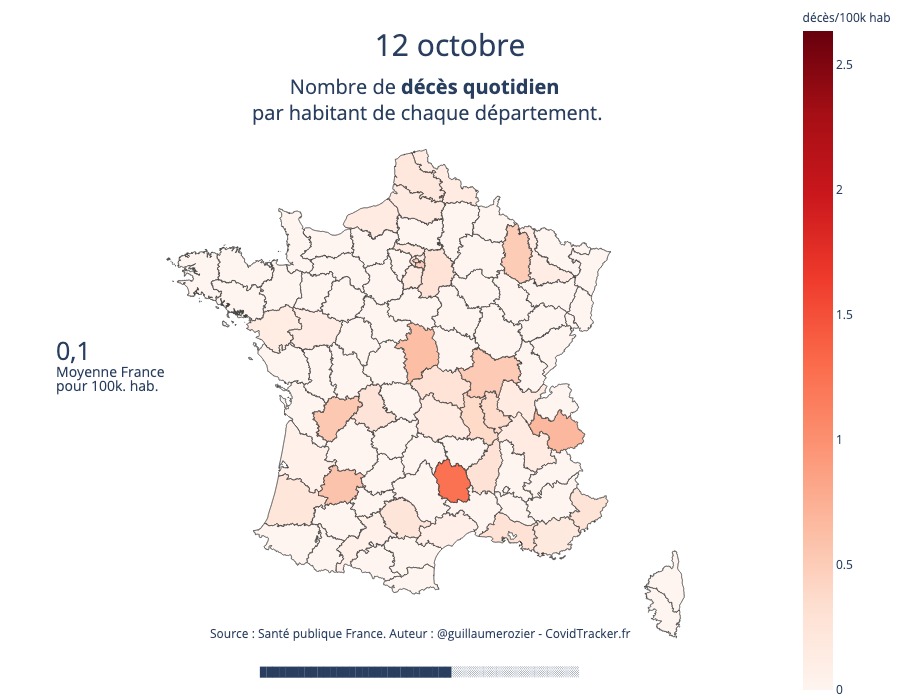 décès/100k hab
12 octobre
Nombre de décès quotidien
par habitant de chaque département.
2.5
2
1.5
1
0.5
0
0,1
Moyenne France
pour 100k. hab.
Source : Santé publique France. Auteur : @guillaumerozier - CovidTracker.fr